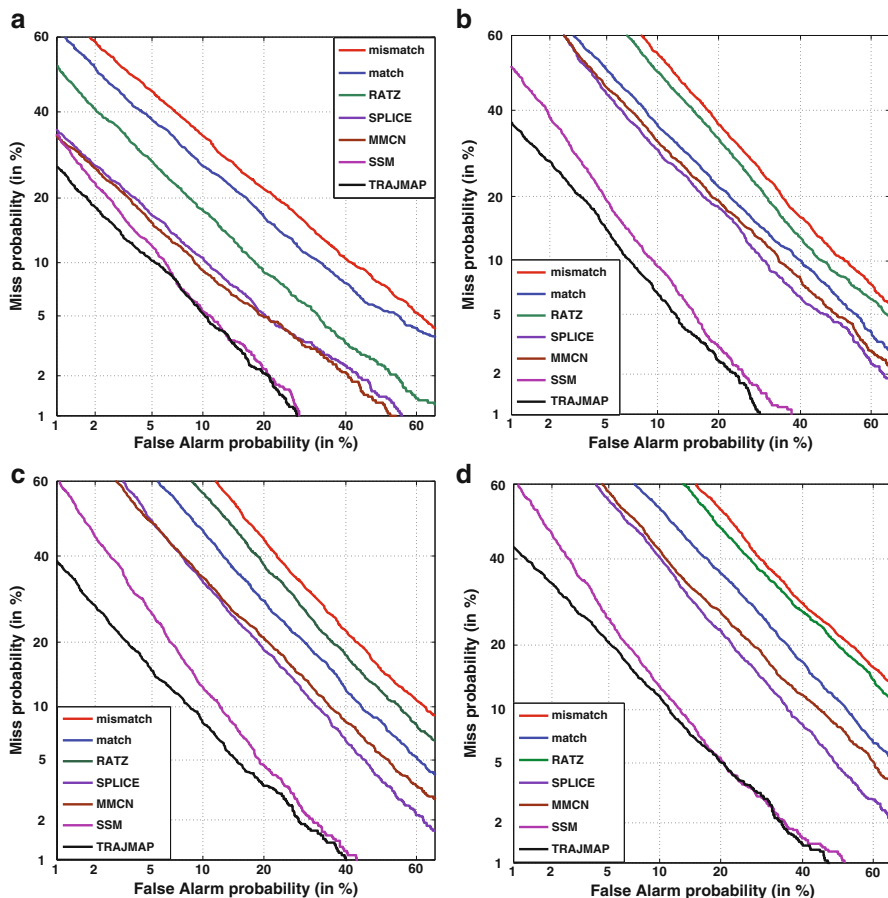 a
60
40
20
10
5
2
1
Miss probability (in %)
mismatch
match
RATZ
SPLICE
MMCN
SSM
TRAJMAP
1 2 5 10 20 40 60
False Alarm probability (in %)
b
60
40
20
10
5
2
1
Miss probability (in %)
mismatch
match
RATZ
SPLICE
MMCN
SSM
TRAJMAP
1 2 5 10 20 40 60
False Alarm probability (in %)
c
60
40
20
10
5
2
1
Miss probability (in %)
mismatch
match
RATZ
SPLICE
MMCN
SSM
TRAJMAP
1 2 5 10 20 40 60
False Alarm probability (in %)
d
60
40
20
10
5
2
1
Miss probability (in %)
mismatch
match
RATZ
SPLICE
MMCN
SSM
TRAJMAP
1 2 5 10 20 40 60
False Alarm probability (in %)